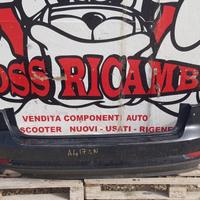 OSS RICAMB
VENDITA COMPONENTI AUTO
SCOOTER NUOVI - USATI - RIGENE